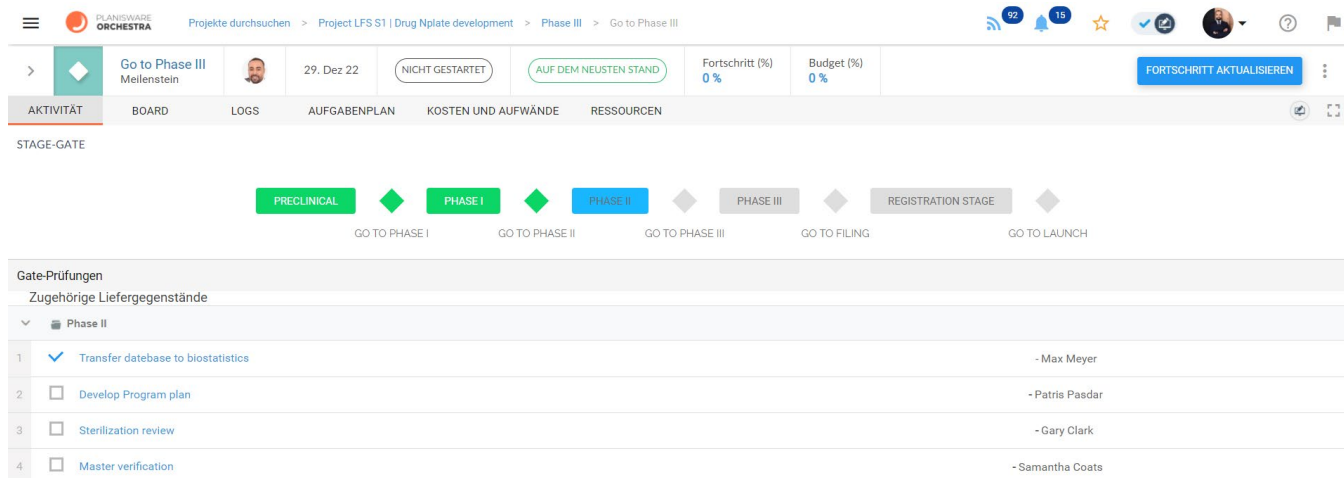 PLANISWARE
ORCHESTRA
Projekte durchsuchen > Project LFS S1 | Drug Nplate development > Phase III > Go to Phase III
92
15
Go to Phase III
Meilenstein
29. Dez 22
NICHT GESTARTET
AUF DEM NEUSTEN STAND
Fortschritt (%)
0 %
Budget (%)
0 %
FORTSCHRITT AKTUALISIEREN
AKTIVITÄT BOARD LOGS AUFGABENPLAN KOSTEN UND AUFWÄNDE RESSOURCEN
STAGE-GATE
PRECLINICAL PHASE I PHASE II PHASE III REGISTRATION STAGE
GO TO PHASE I GO TO PHASE II GO TO PHASE III GO TO FILING GO TO LAUNCH
Gate-Prüfungen
Zugehörige Liefergegenstände
Phase II
1 Transfer datebase to biostatistics - Max Meyer
2 Develop Program plan - Patris Pasdar
3 Sterilization review - Gary Clark
4 Master verification - Samantha Coats